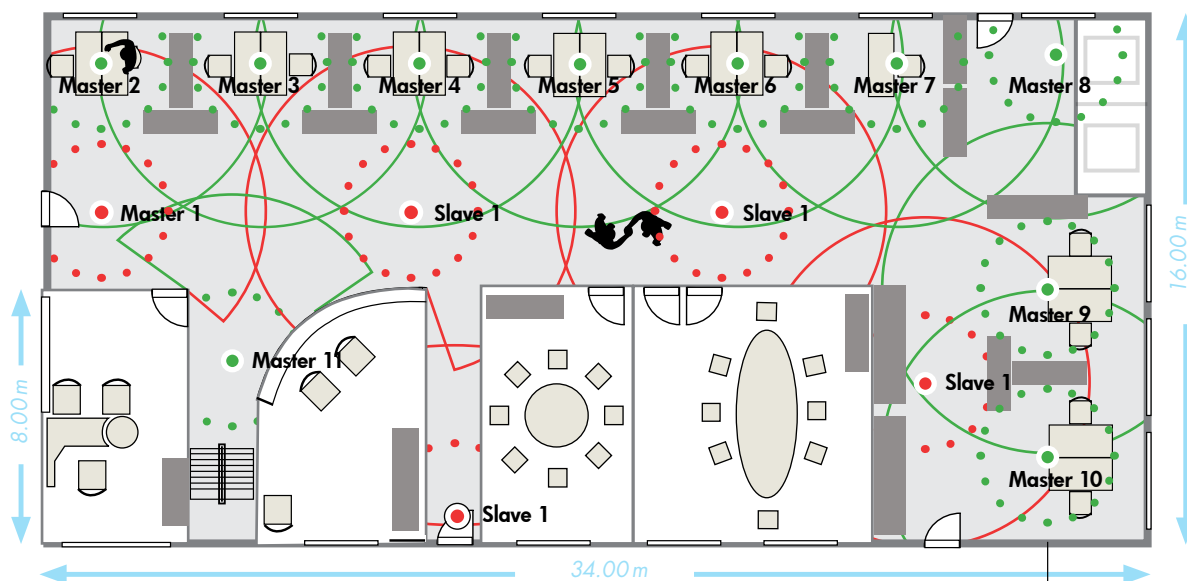 Master 2
Master 3
Master 4
Master 5
Master 6
Master 7
Master 8
Master 1
Slave 1
Slave 1
16.00 m
Master 9
Master 11
8.00 m
Slave 1
Master 10
Slave 1
34.00 m